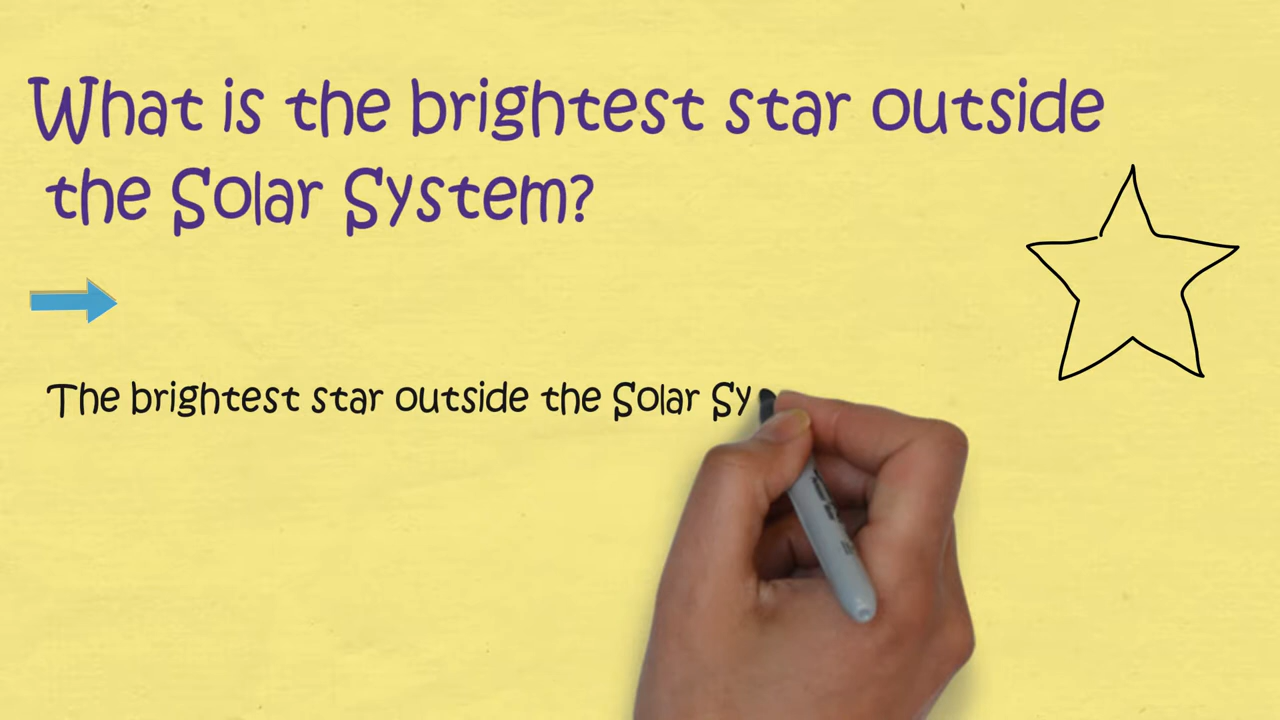 What is the brightest star outside
the Solar System?
The brightest star outside the Solar Sy